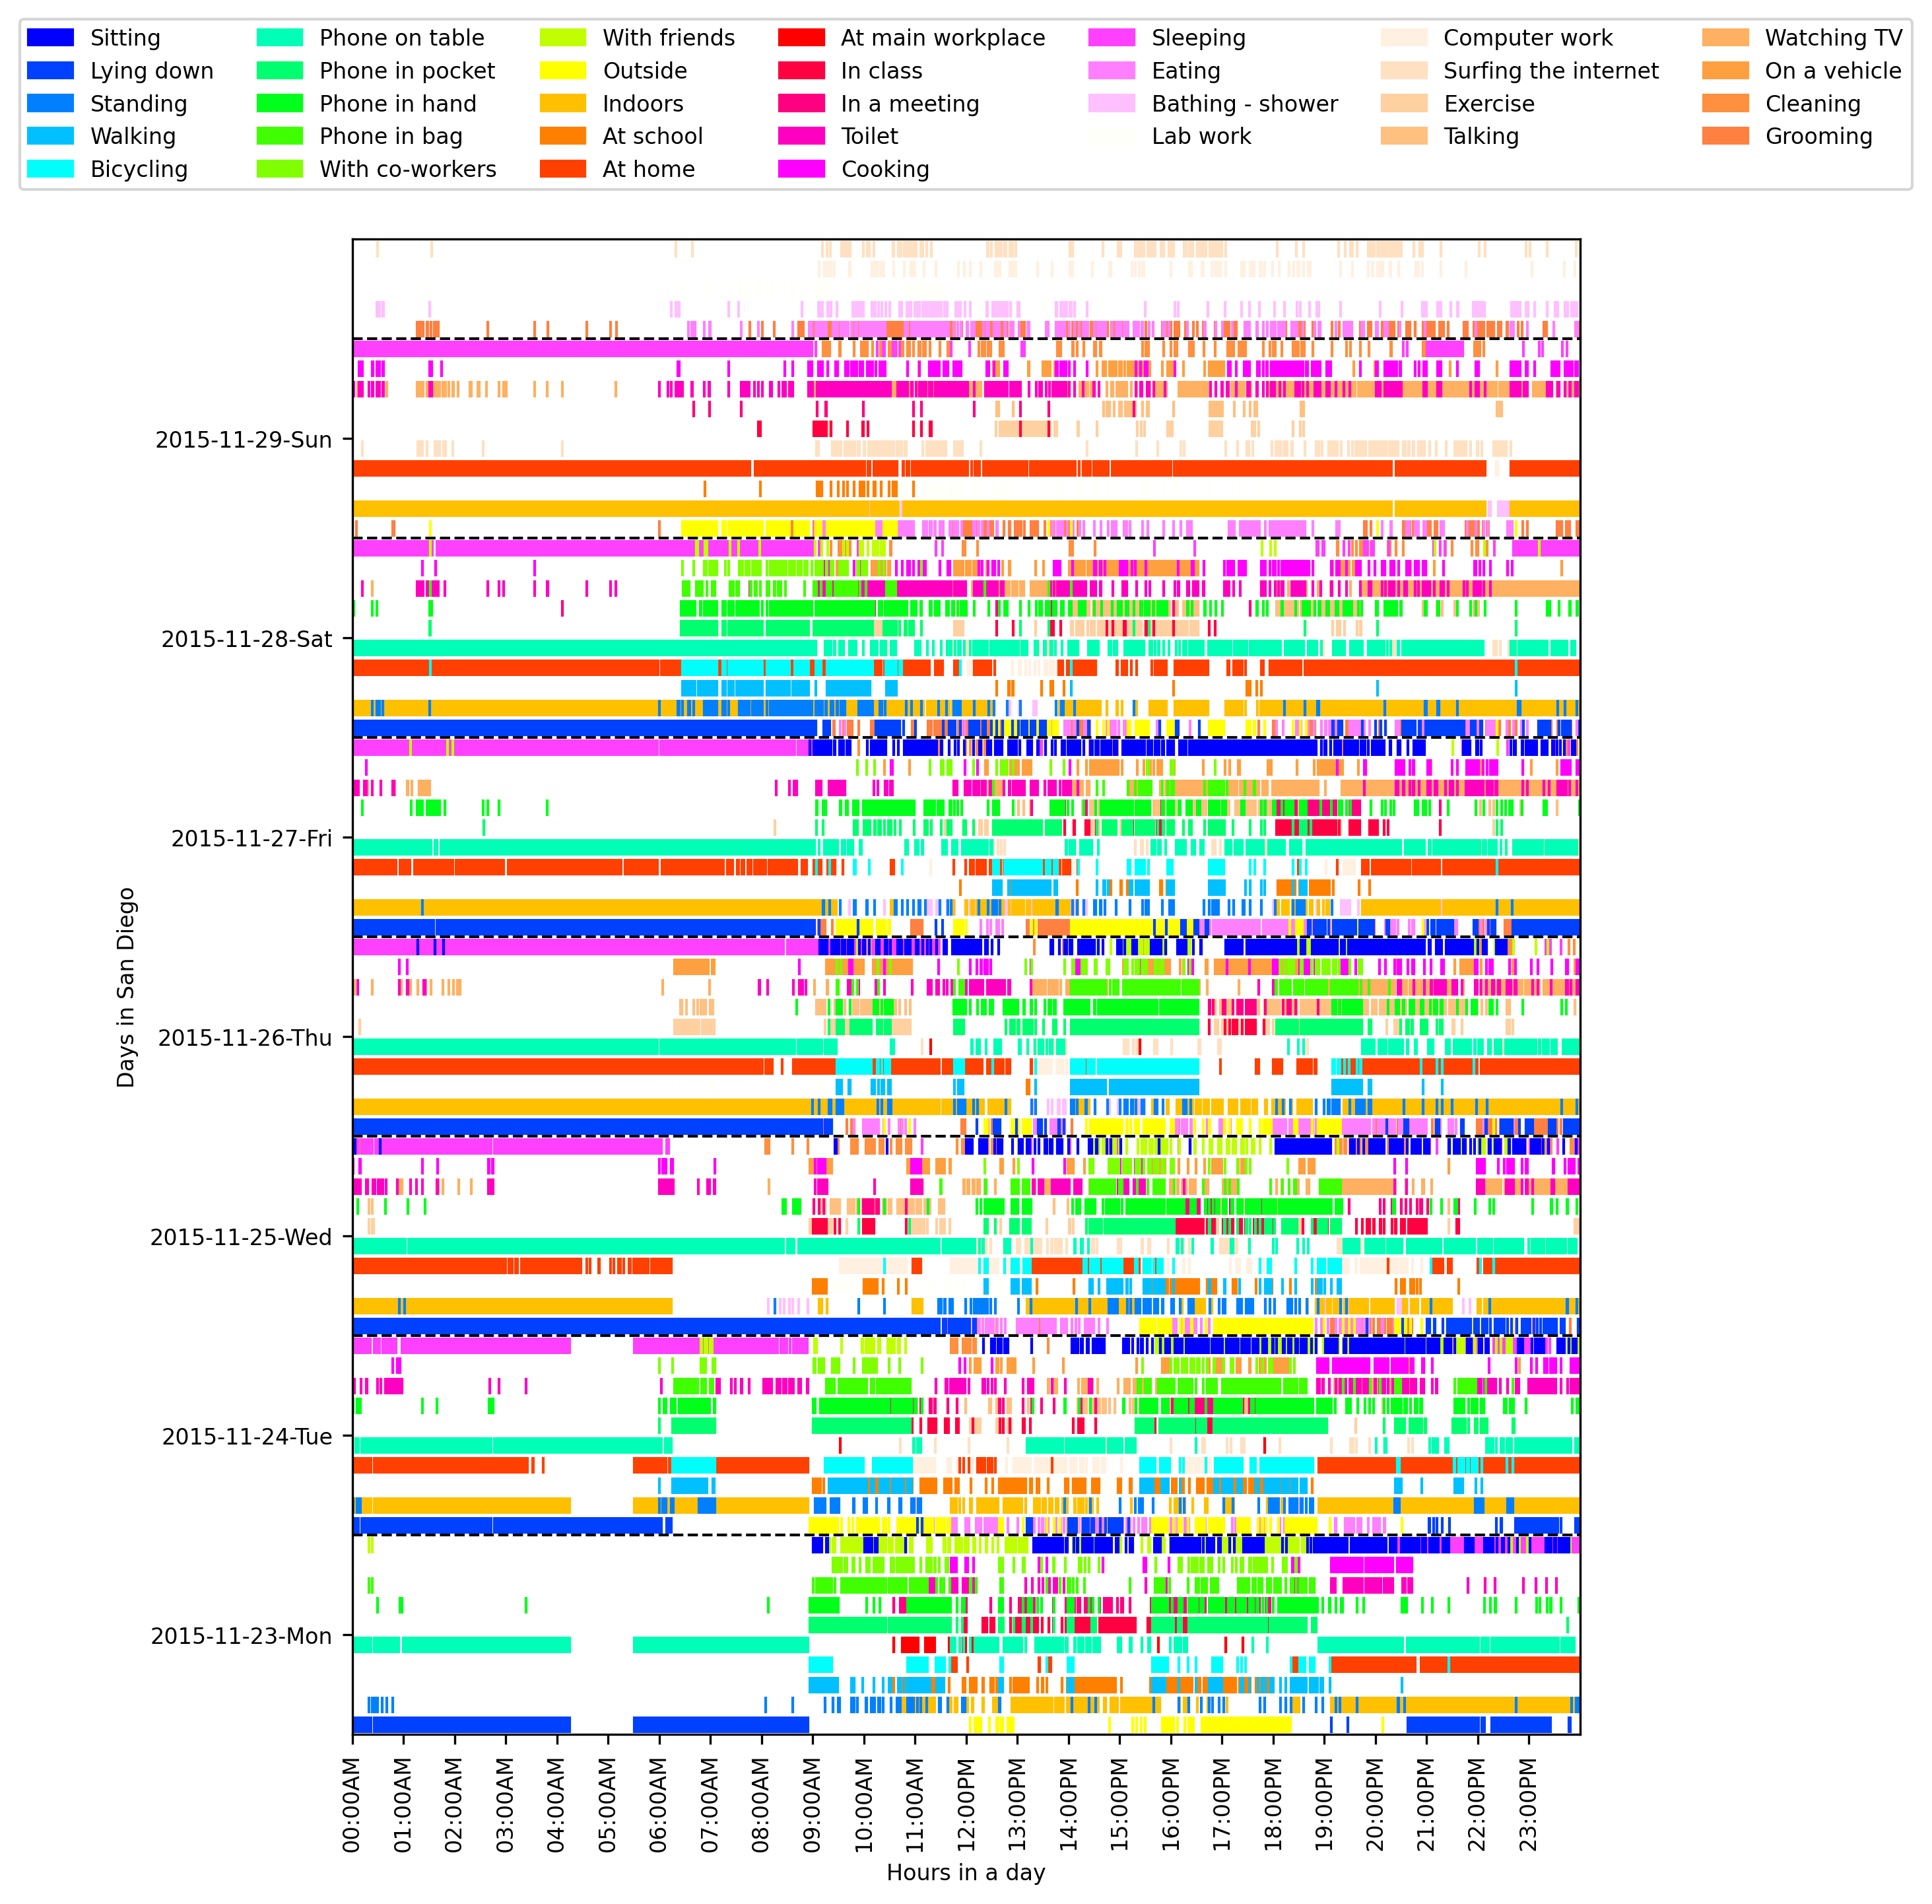 Sitting
Lying down
Standing
Walking
Bicycling
Phone on table
Phone in pocket
Phone in hand
Phone in bag
With co-workers
With friends
Outside
Indoors
At school
At home
At main workplace
In class
In a meeting
Toilet
Cooking
Sleeping
Eating
Bathing - shower
Lab work
Computer work
Surfing the internet
Exercise
Talking
Watching TV
On a vehicle
Cleaning
Grooming
Days in San Diego
2015-11-29-Sun
2015-11-28-Sat
2015-11-27-Fri
2015-11-26-Thu
2015-11-25-Wed
2015-11-24-Tue
2015-11-23-Mon
00:00AM
01:00AM
02:00AM
03:00AM
04:00AM
05:00AM
06:00AM
07:00AM
08:00AM
09:00AM
10:00AM
11:00AM
12:00PM
13:00PM
14:00PM
15:00PM
16:00PM
17:00PM
18:00PM
19:00PM
20:00PM
21:00PM
22:00PM
23:00PM
Hours in a day